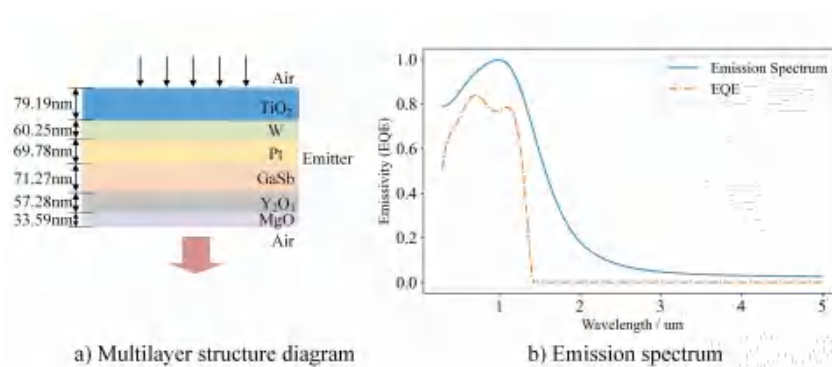 Air
79.19nm
TiO₂
60.25nm
W
69.78nm
Pt
Emitter
71.27nm
GaSb
57.28nm
Y₂O₃
33.59nm
MgO
Air
a) Multilayer structure diagram
Emissivity (EQE)
1.0
0.8
0.6
0.4
0.2
0.0
Emission Spectrum
EQE
1
2
3
4
5
Wavelength / um
b) Emission spectrum